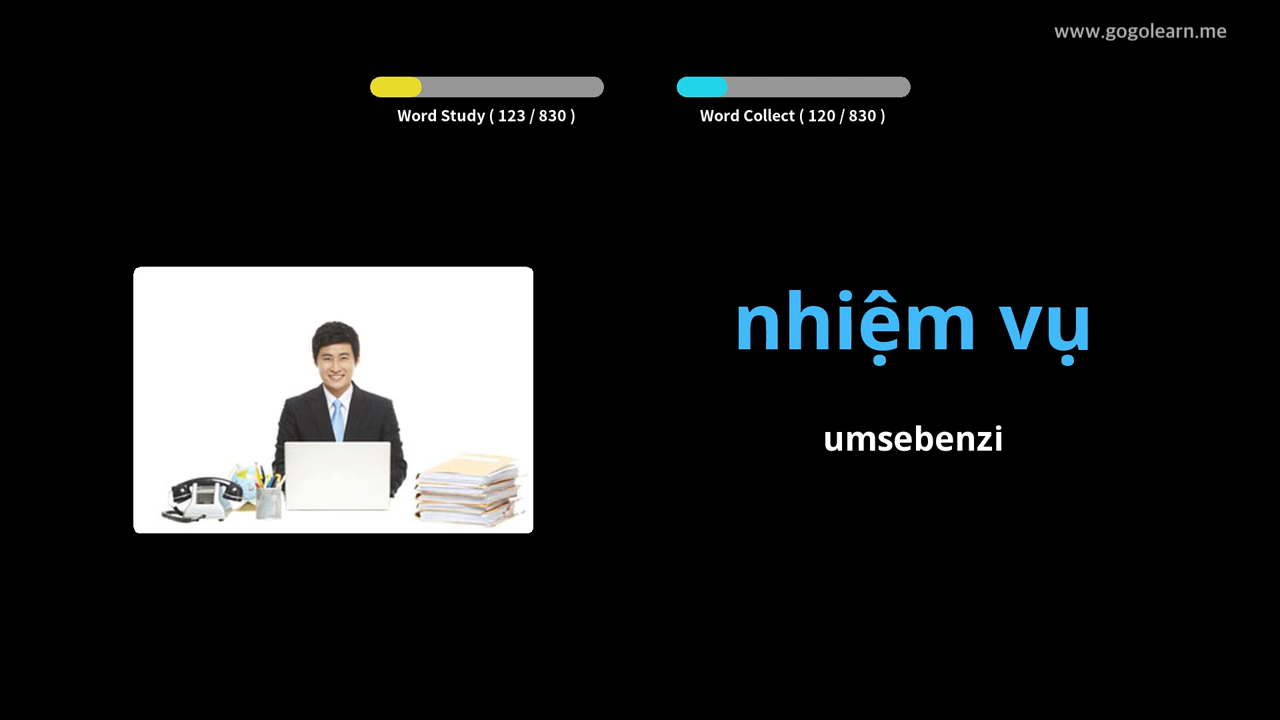 www.gogolearn.me
Word Study ( 123 / 830 )
Word Collect ( 120 / 830 )
nhiệm vụ
umsebenzi